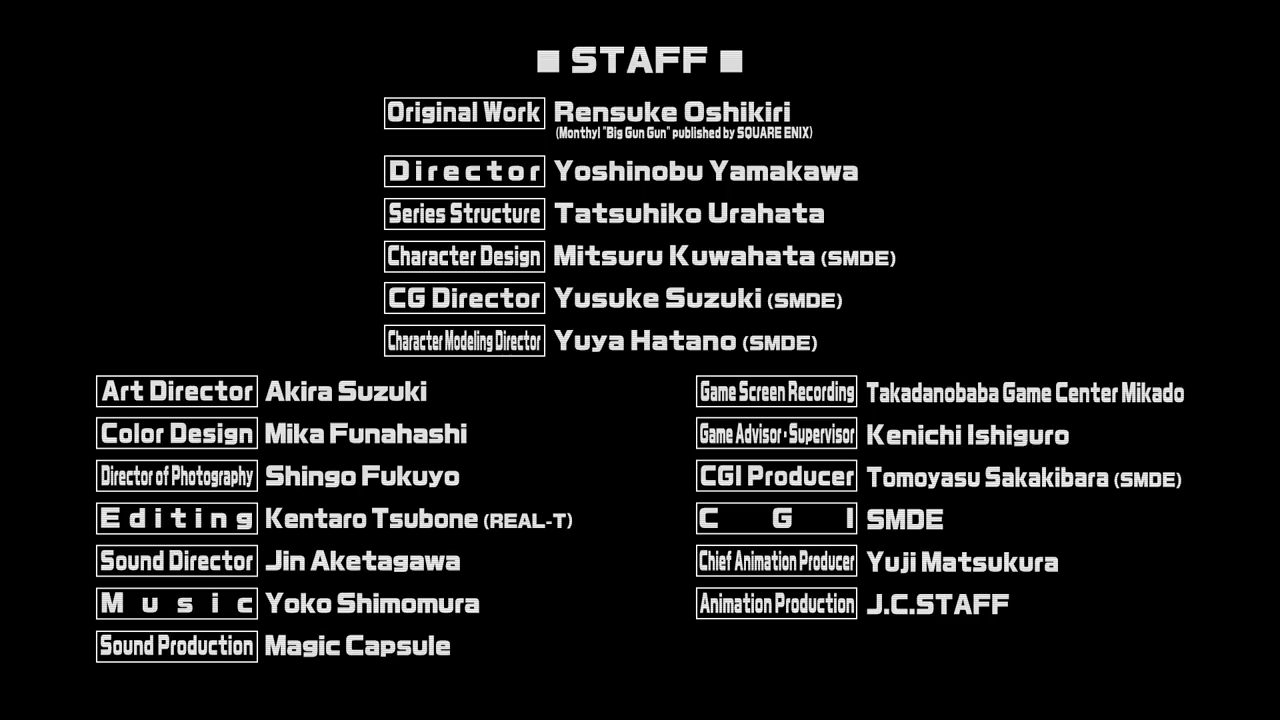 ■ STAFF ■
Original Work Rensuke Oshikiri
(Monthyl "Big Gun Gun" published by SQUARE ENIX)
Director Yoshinobu Yamakawa
Series Structure Tatsuhiko Urahata
Character Design Mitsuru Kuwahata (SMDE)
CG Director Yusuke Suzuki (SMDE)
Character Modeling Director Yuya Hatano (SMDE)
Art Director Akira Suzuki
Color Design Mika Funahashi
Director of Photography Shingo Fukuyo
Editing Kentaro Tsubone (REAL-T)
Sound Director Jin Aketagawa
Music Yoko Shimomura
Sound Production Magic Capsule
Game Screen Recording Takadanobaba Game Center Mikado
Game Advisor・Supervisor Kenichi Ishiguro
CGI Producer Tomoyasu Sakakibara (SMDE)
CGI SMDE
Chief Animation Producer Yuji Matsukura
Animation Production J.C.STAFF